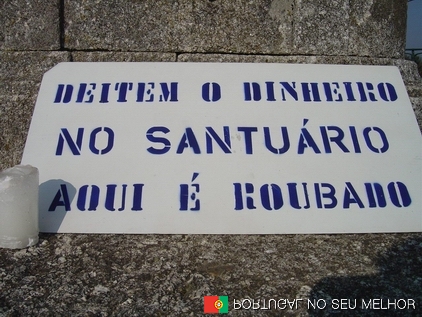 DEITEM O DINHEIRO
NO SANTUÁRIO
AQUI É ROUBADO
PORTUGAL NO SEU MELHOR